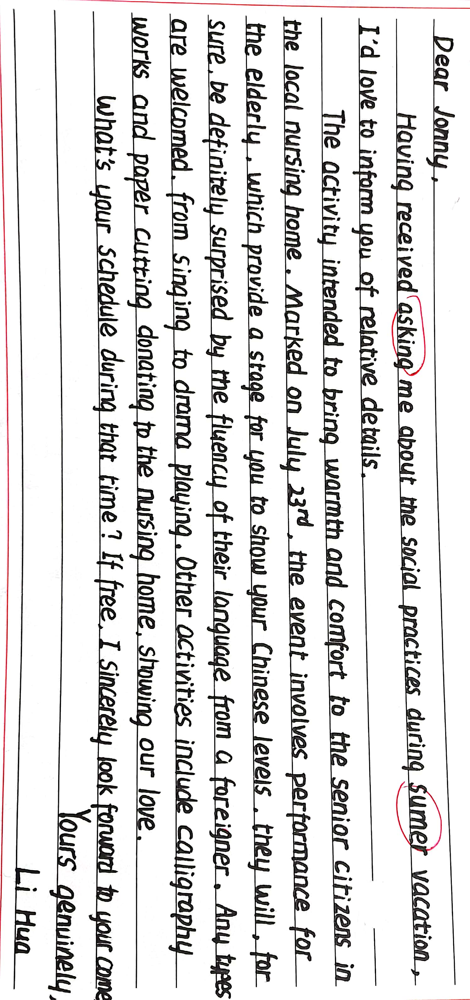 Dear Jonny,
Having received asking me about the social practices during sumer vacation,
I'd love to inform you of relative details.
The activity intended to bring warmth and comfort to the senior citizens in
the local nursing home. Marked on July 23rd, the event involves performance for
the elderly, which provide a stage for you to show your Chinese levels. they will, for
sure, be definitely surprised by the fluency of their language from a foreigner. Any types
are welcomed, from singing to drama playing. Other activities include calligraphy
works and paper cutting donating to the nursing home, showing our love.
What's your schedule during that time? If free, I sincerely look forward to your come
Yours genuinely,
Li Hua